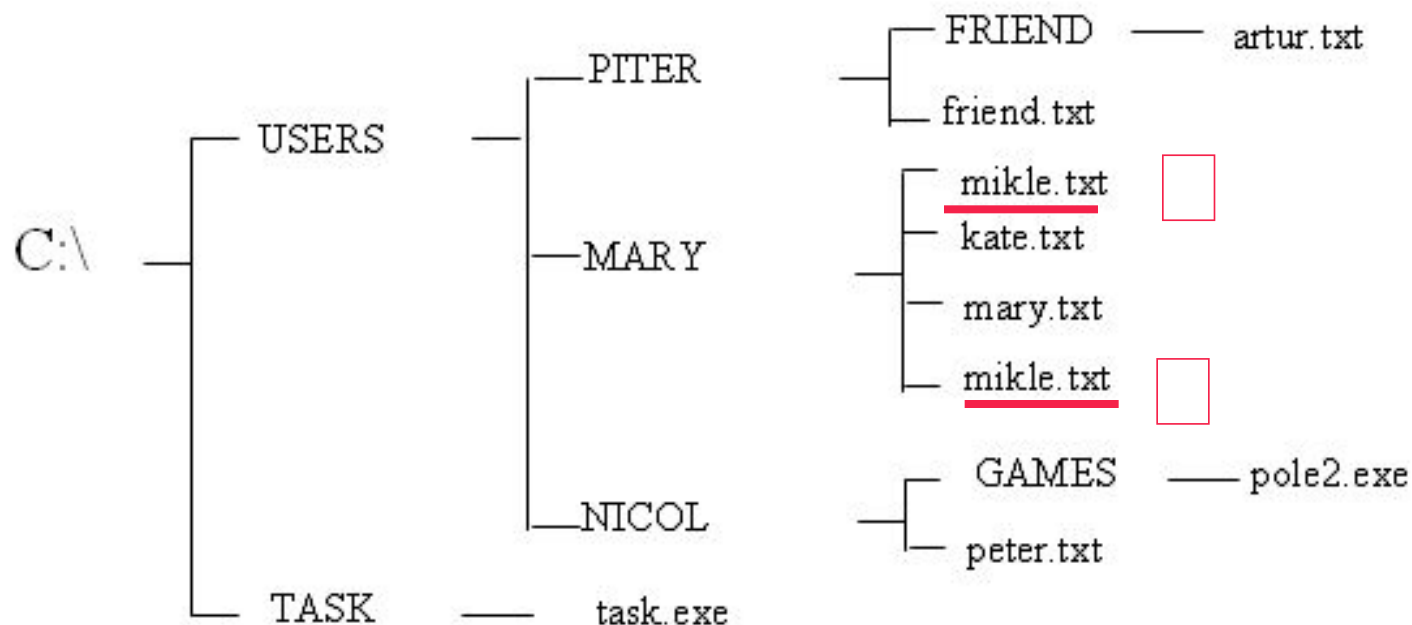 FRIEND artur.txt
PITER
friend.txt
USERS
mikle.txt
kate.txt
C:\ MARY
mary.txt
mikle.txt
GAMES pole2.exe
NICOL
peter.txt
TASK task.exe